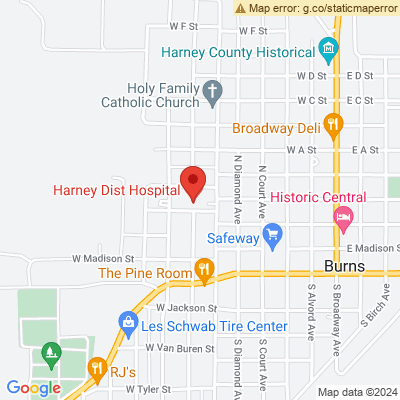 Map error: g.co/staticmaperror
W F St
Harney County Historical
W D St
E D St
Holy Family
Catholic Church
W C St
E C St
Broadway Deli
W A St
E A St
N Diamond Ave
N Court Ave
Harney Dist Hospital
Historic Central
Safeway
W Madison St
E Madison St
The Pine Room
Burns
W Jackson St
S Alvord Ave
S Broadway Ave
S Birch Ave
Les Schwab Tire Center
W Van Buren St
S Diamond Ave
S Court Ave
RJ's
W Tyler St
Google
Map data ©2024